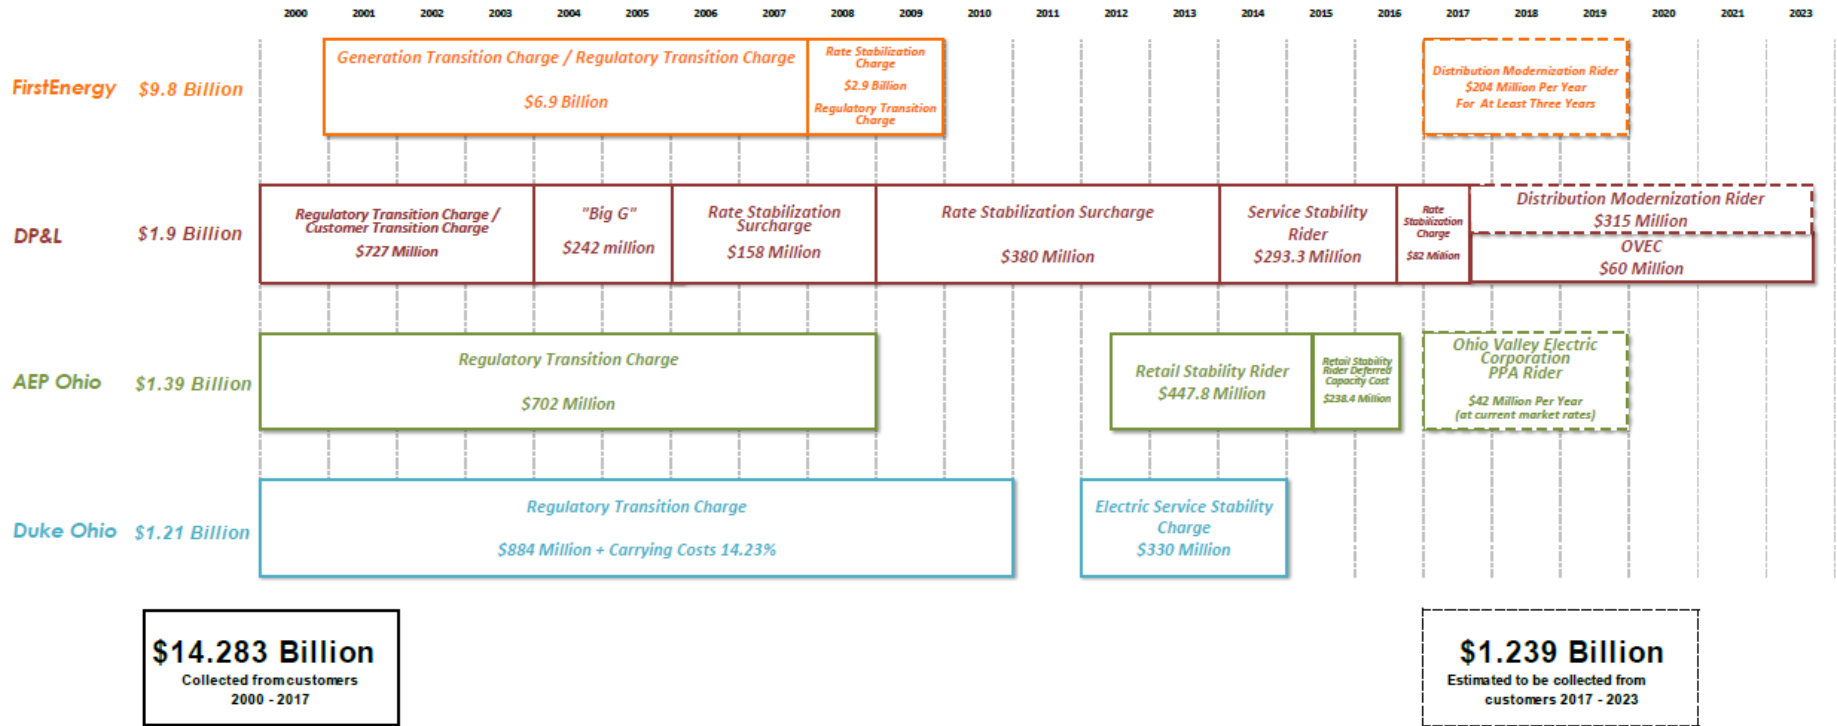 2000 2001 2002 2003 2004 2005 2006 2007 2008 2009 2010 2011 2012 2013 2014 2015 2016 2017 2018 2019 2020 2021 2023
FirstEnergy $9.8 Billion
Generation Transition Charge / Regulatory Transition Charge
$6.9 Billion
Rate Stabilization
Charge
$2.9 Billion
Regulatory Transition
Charge
Distribution Modernization Rider
$204 Million Per Year
For At Least Three Years
DP&L $1.9 Billion
Regulatory Transition Charge /
Customer Transition Charge
$727 Million
"Big G"
$242 million
Rate Stabilization
Surcharge
$158 Million
Rate Stabilization Surcharge
$380 Million
Service Stability
Rider
$293.3 Million
Rate
Stabilization
Charge
$82 Million
Distribution Modernization Rider
$315 Million
OVEC
$60 Million
AEP Ohio $1.39 Billion
Regulatory Transition Charge
$702 Million
Retail Stability Rider
$447.8 Million
Retail Stability
Rider Deferred
Capacity Cost
$238.4 Million
Ohio Valley Electric
Corporation
PPA Rider
$42 Million Per Year
(at current market rates)
Duke Ohio $1.21 Billion
Regulatory Transition Charge
$884 Million + Carrying Costs 14.23%
Electric Service Stability
Charge
$330 Million
$14.283 Billion
Collected from customers
2000 - 2017
$1.239 Billion
Estimated to be collected from
customers 2017 - 2023